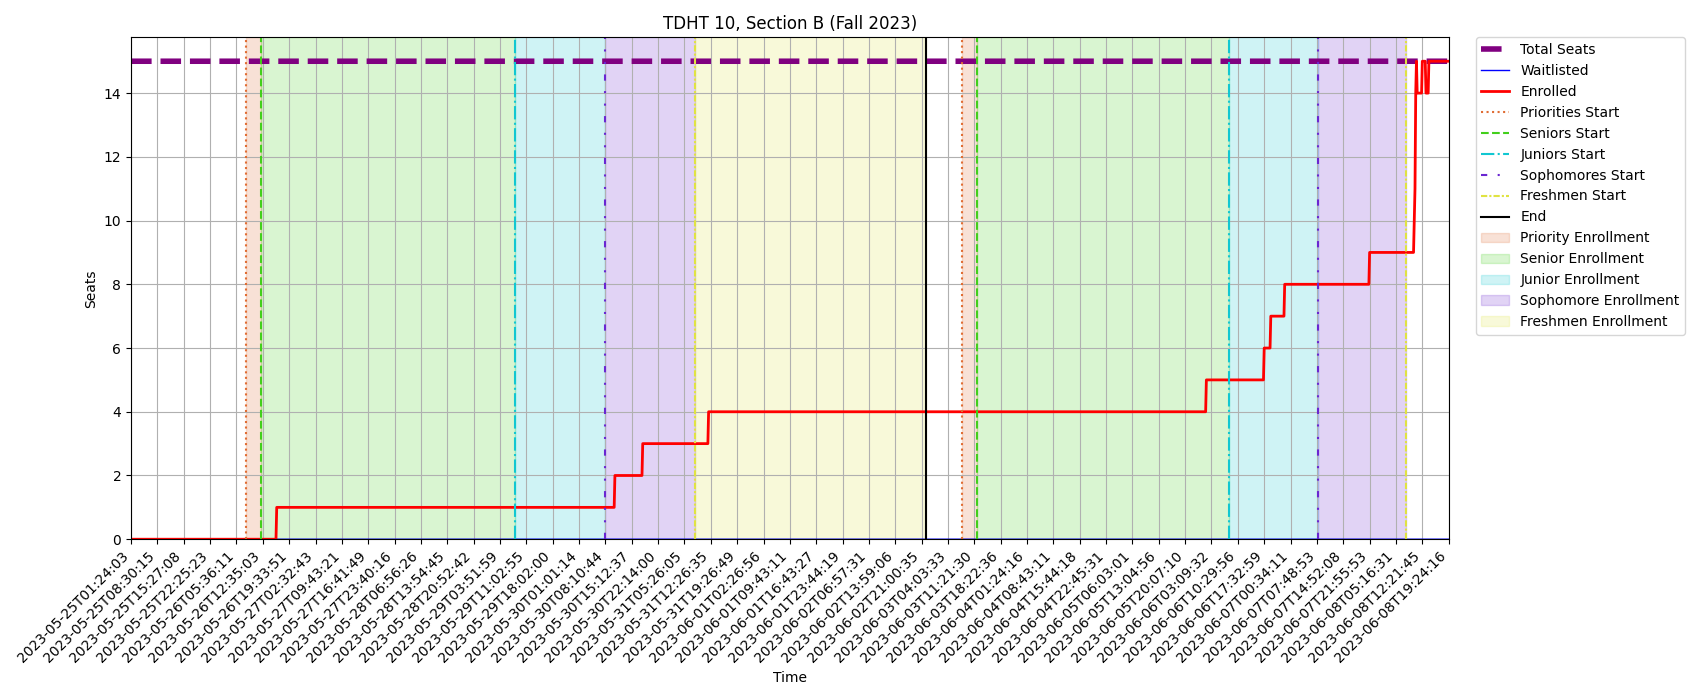 TDHT 10, Section B (Fall 2023)
Seats
14
12
10
8
6
4
2
0
2023-05-25T01:24:03
2023-05-25T08:30:15
2023-05-25T15:27:08
2023-05-25T22:25:23
2023-05-26T05:36:11
2023-05-26T12:35:03
2023-05-26T19:33:51
2023-05-27T02:32:43
2023-05-27T09:43:21
2023-05-27T16:41:49
2023-05-27T23:40:16
2023-05-28T06:56:26
2023-05-28T13:54:45
2023-05-28T20:52:42
2023-05-29T03:51:59
2023-05-29T11:02:55
2023-05-29T18:02:00
2023-05-30T01:01:14
2023-05-30T08:10:44
2023-05-30T15:12:37
2023-05-30T22:14:00
2023-05-31T05:26:05
2023-05-31T12:26:35
2023-05-31T19:26:49
2023-06-01T02:26:56
2023-06-01T09:43:11
2023-06-01T16:43:27
2023-06-01T23:44:19
2023-06-02T06:57:31
2023-06-02T13:59:06
2023-06-02T21:00:35
2023-06-03T04:03:33
2023-06-03T11:21:30
2023-06-03T18:22:36
2023-06-04T01:24:16
2023-06-04T08:43:11
2023-06-04T15:44:18
2023-06-04T22:45:31
2023-06-05T06:03:01
2023-06-05T13:04:56
2023-06-05T20:07:10
2023-06-06T03:09:32
2023-06-06T10:29:56
2023-06-06T17:32:59
2023-06-07T00:34:11
2023-06-07T07:48:53
2023-06-07T14:52:08
2023-06-07T21:55:53
2023-06-08T05:16:31
2023-06-08T12:21:45
2023-06-08T19:24:16
Time
Total Seats
Waitlisted
Enrolled
Priorities Start
Seniors Start
Juniors Start
Sophomores Start
Freshmen Start
End
Priority Enrollment
Senior Enrollment
Junior Enrollment
Sophomore Enrollment
Freshmen Enrollment